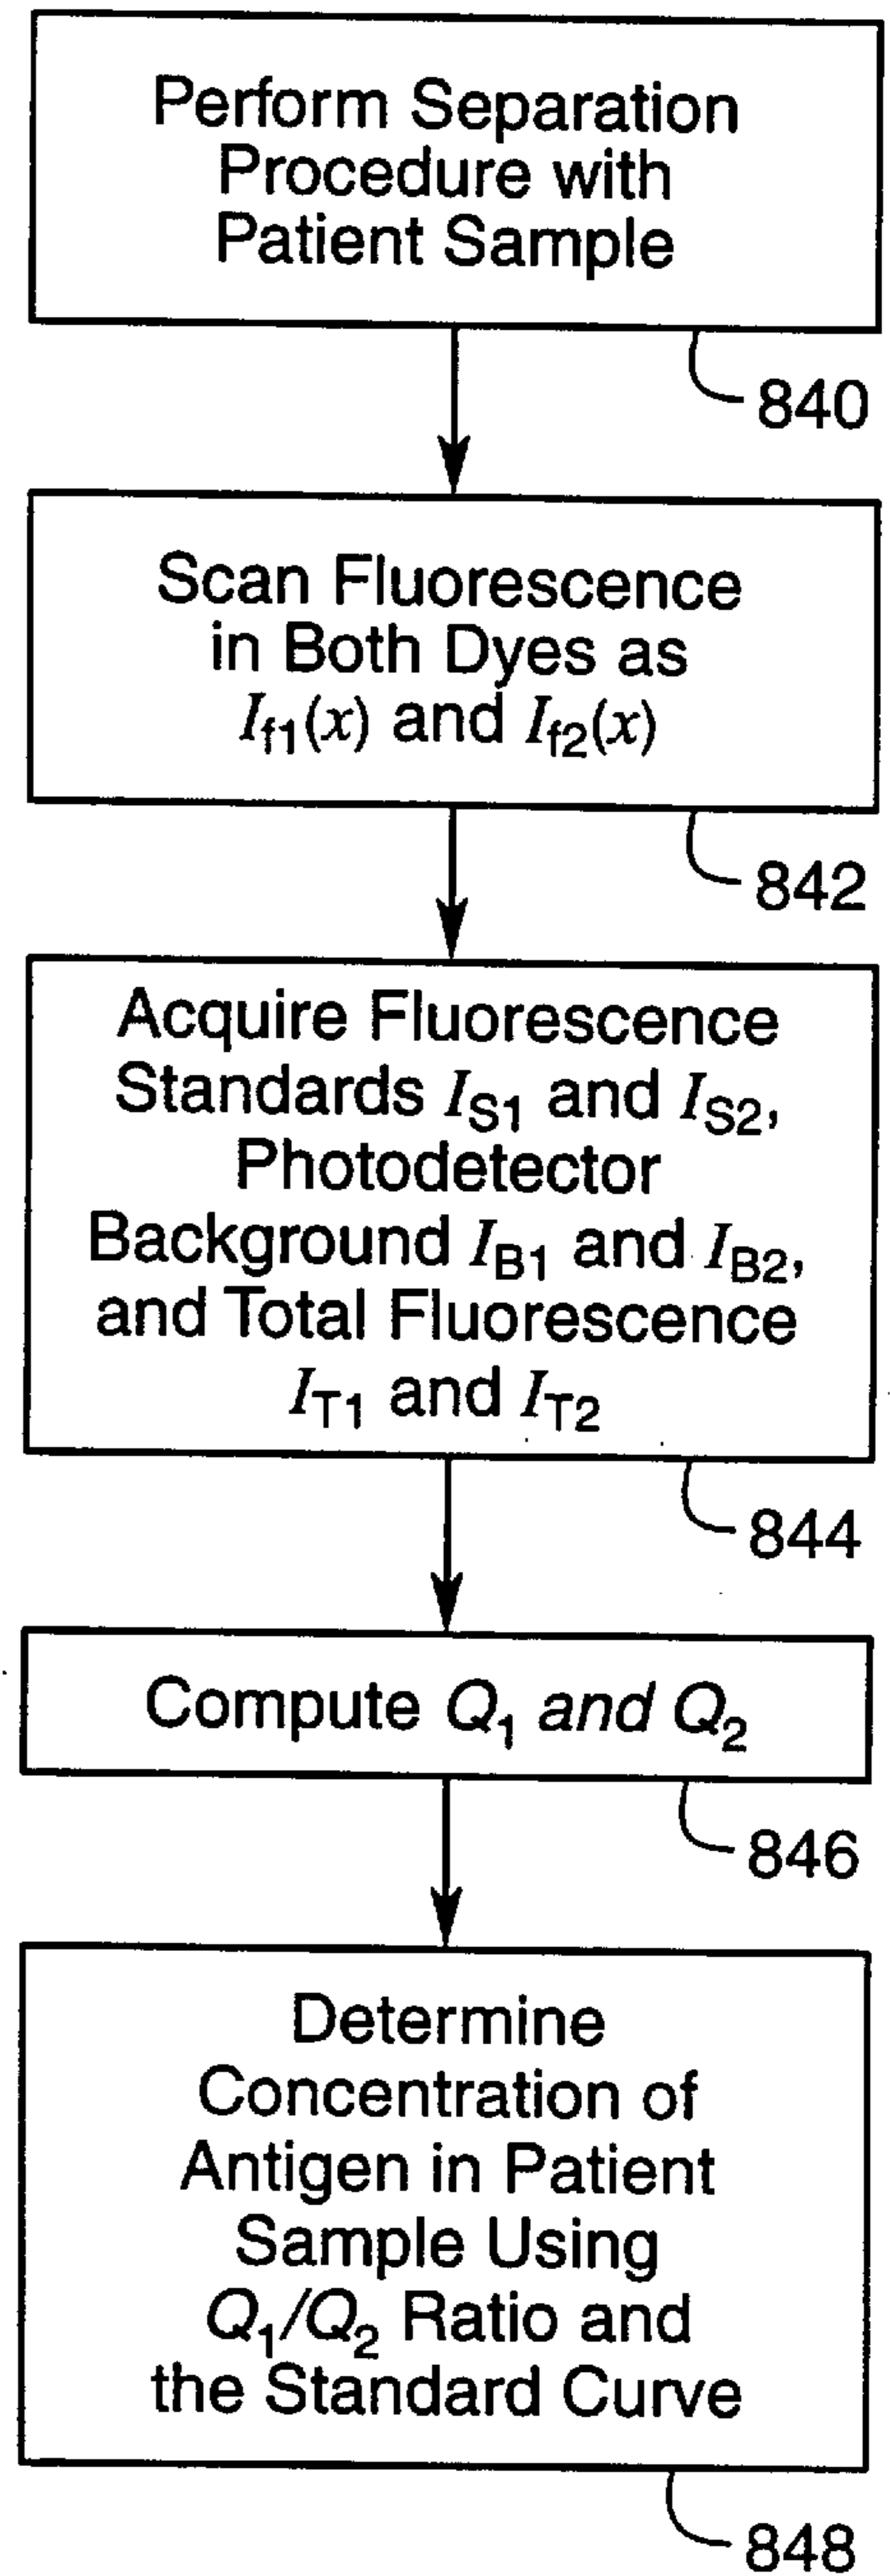 Perform Separation
Procedure with
Patient Sample
840
Scan Fluorescence
in Both Dyes as
If1(x) and If2(x)
842
Acquire Fluorescence
Standards IS1 and IS2,
Photodetector
Background IB1 and IB2,
and Total Fluorescence
IT1 and IT2
844
Compute Q1 and Q2
846
Determine
Concentration of
Antigen in Patient
Sample Using
Q1/Q2 Ratio and
the Standard Curve
848